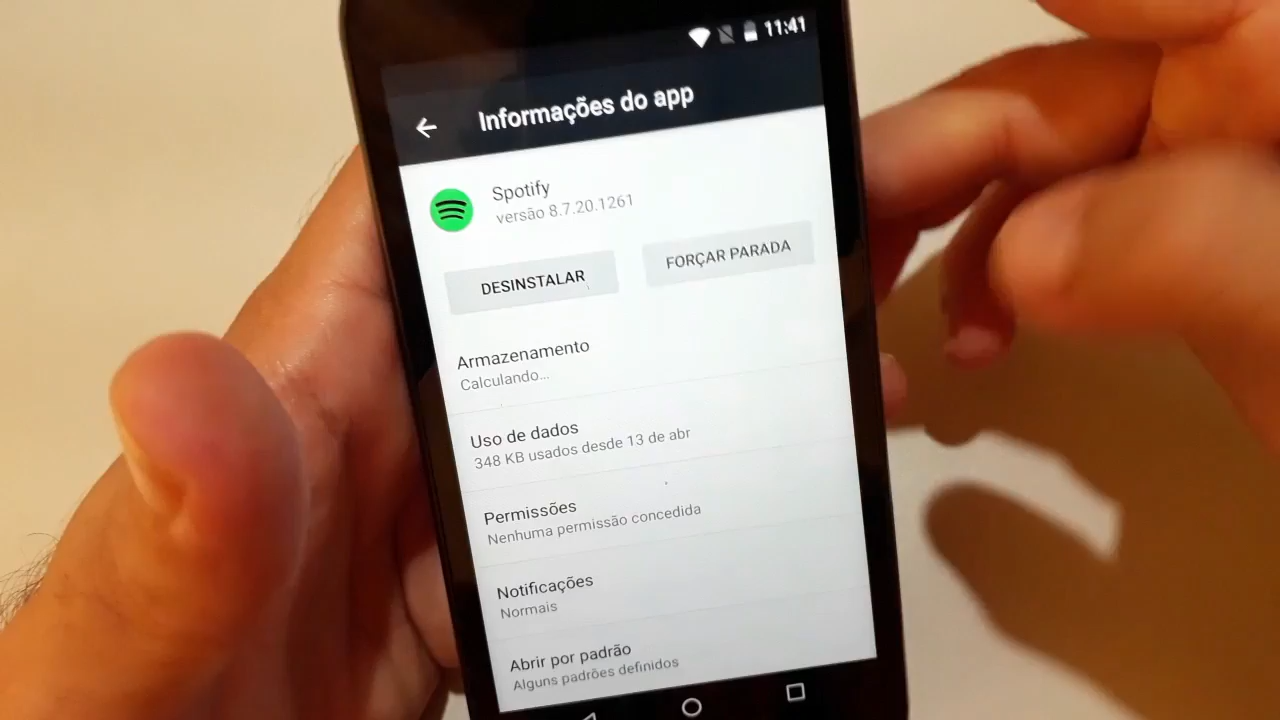 11:41
Informações do app
Spotify
versão 8.7.20.1261
DESINSTALAR
FORÇAR PARADA
Armazenamento
Calculando...
Uso de dados
348 KB usados desde 13 de abr
Permissões
Nenhuma permissão concedida
Notificações
Normais
Abrir por padrão
Alguns padrões definidos